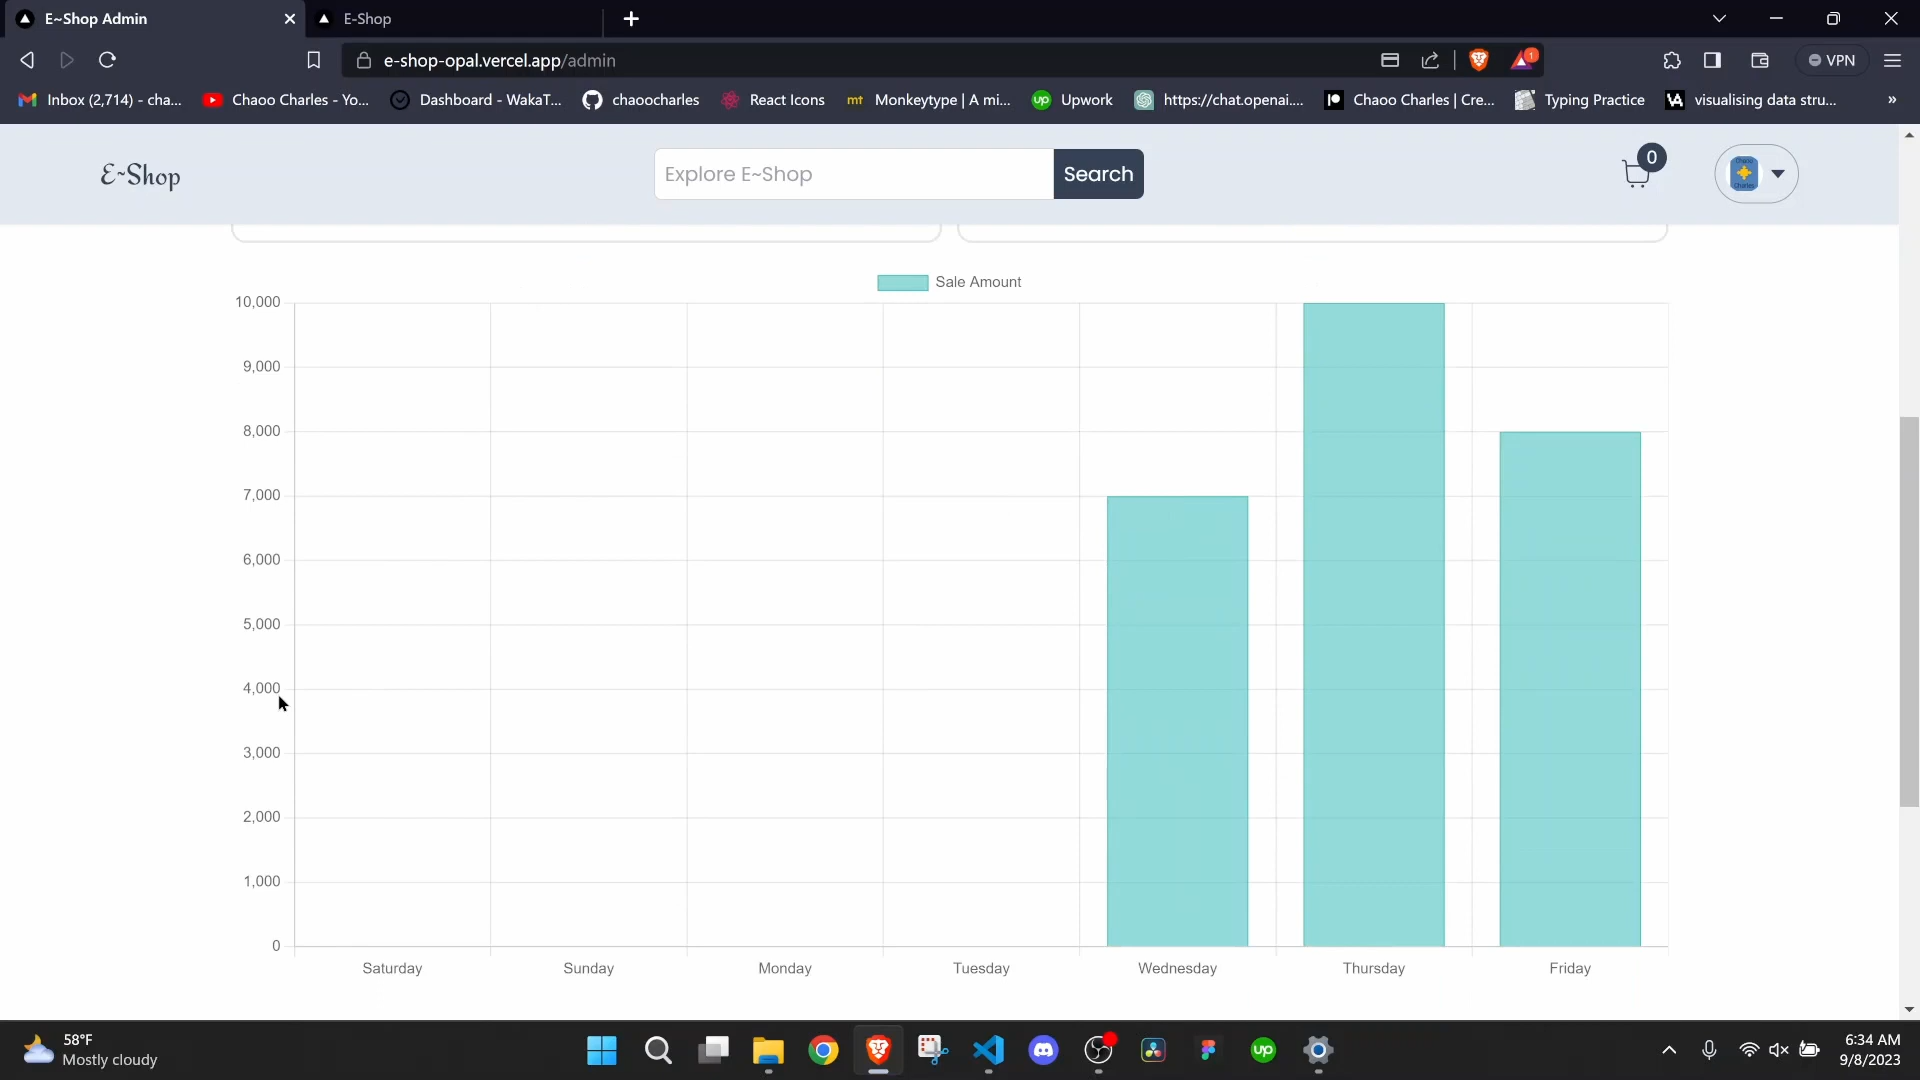 E~Shop Admin
E-Shop
e-shop-opal.vercel.app/admin
1
VPN
Inbox (2,714) - cha...
Chaoo Charles - Yo...
Dashboard - WakaT...
chaoocharles
React Icons
mt
Monkeytype | A mi...
up
Upwork
https://chat.openai....
Chaoo Charles | Cre...
Typing Practice
visualising data stru...
»
E~Shop
Explore E~Shop
Search
0
Sale Amount
10,000
9,000
8,000
7,000
6,000
5,000
4,000
3,000
2,000
1,000
0
Saturday
Sunday
Monday
Tuesday
Wednesday
Thursday
Friday
58°F
Mostly cloudy
up
6:34 AM
9/8/2023